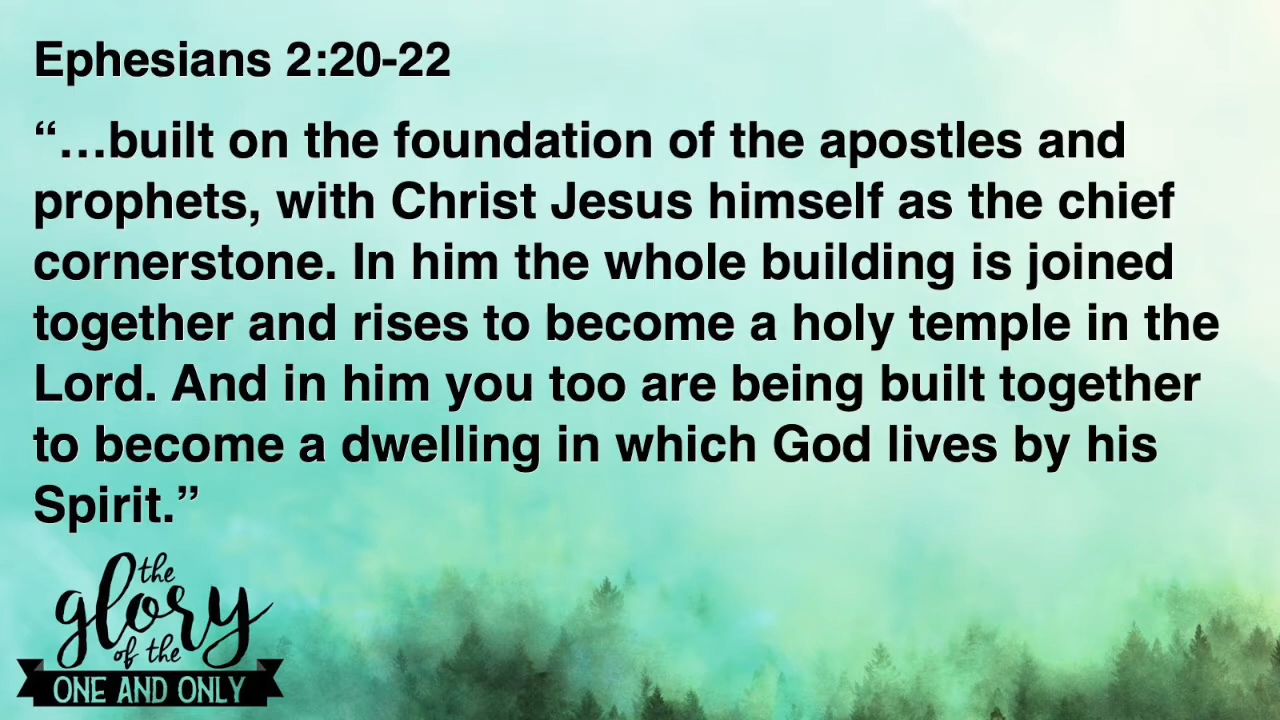 Ephesians 2:20-22
“…built on the foundation of the apostles and
prophets, with Christ Jesus himself as the chief
cornerstone. In him the whole building is joined
together and rises to become a holy temple in the
Lord. And in him you too are being built together
to become a dwelling in which God lives by his
Spirit.”
the
glory
of the
ONE AND ONLY